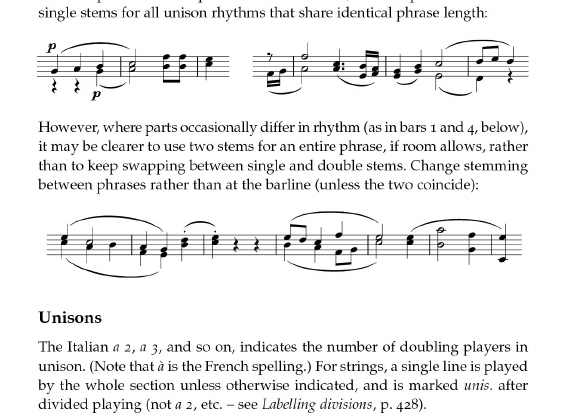 single stems for all unison rhythms that share identical phrase length:
p
p
However, where parts occasionally differ in rhythm (as in bars 1 and 4, below),
it may be clearer to use two stems for an entire phrase, if room allows, rather
than to keep swapping between single and double stems. Change stemming
between phrases rather than at the barline (unless the two coincide):
Unisons
The Italian a 2, a 3, and so on, indicates the number of doubling players in
unison. (Note that à is the French spelling.) For strings, a single line is played
by the whole section unless otherwise indicated, and is marked unis. after
divided playing (not a 2, etc. – see Labelling divisions, p. 428).